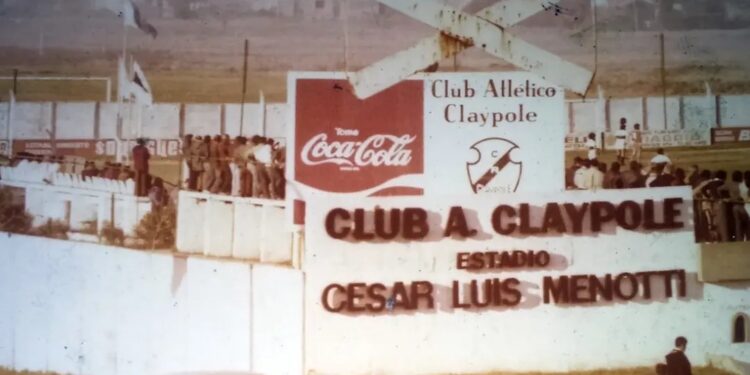 Tome
Coca-Cola
Club Atlético
Claypole
CLUB A. CLAYPOLE
ESTADIO
CESAR LUIS MENOTTI